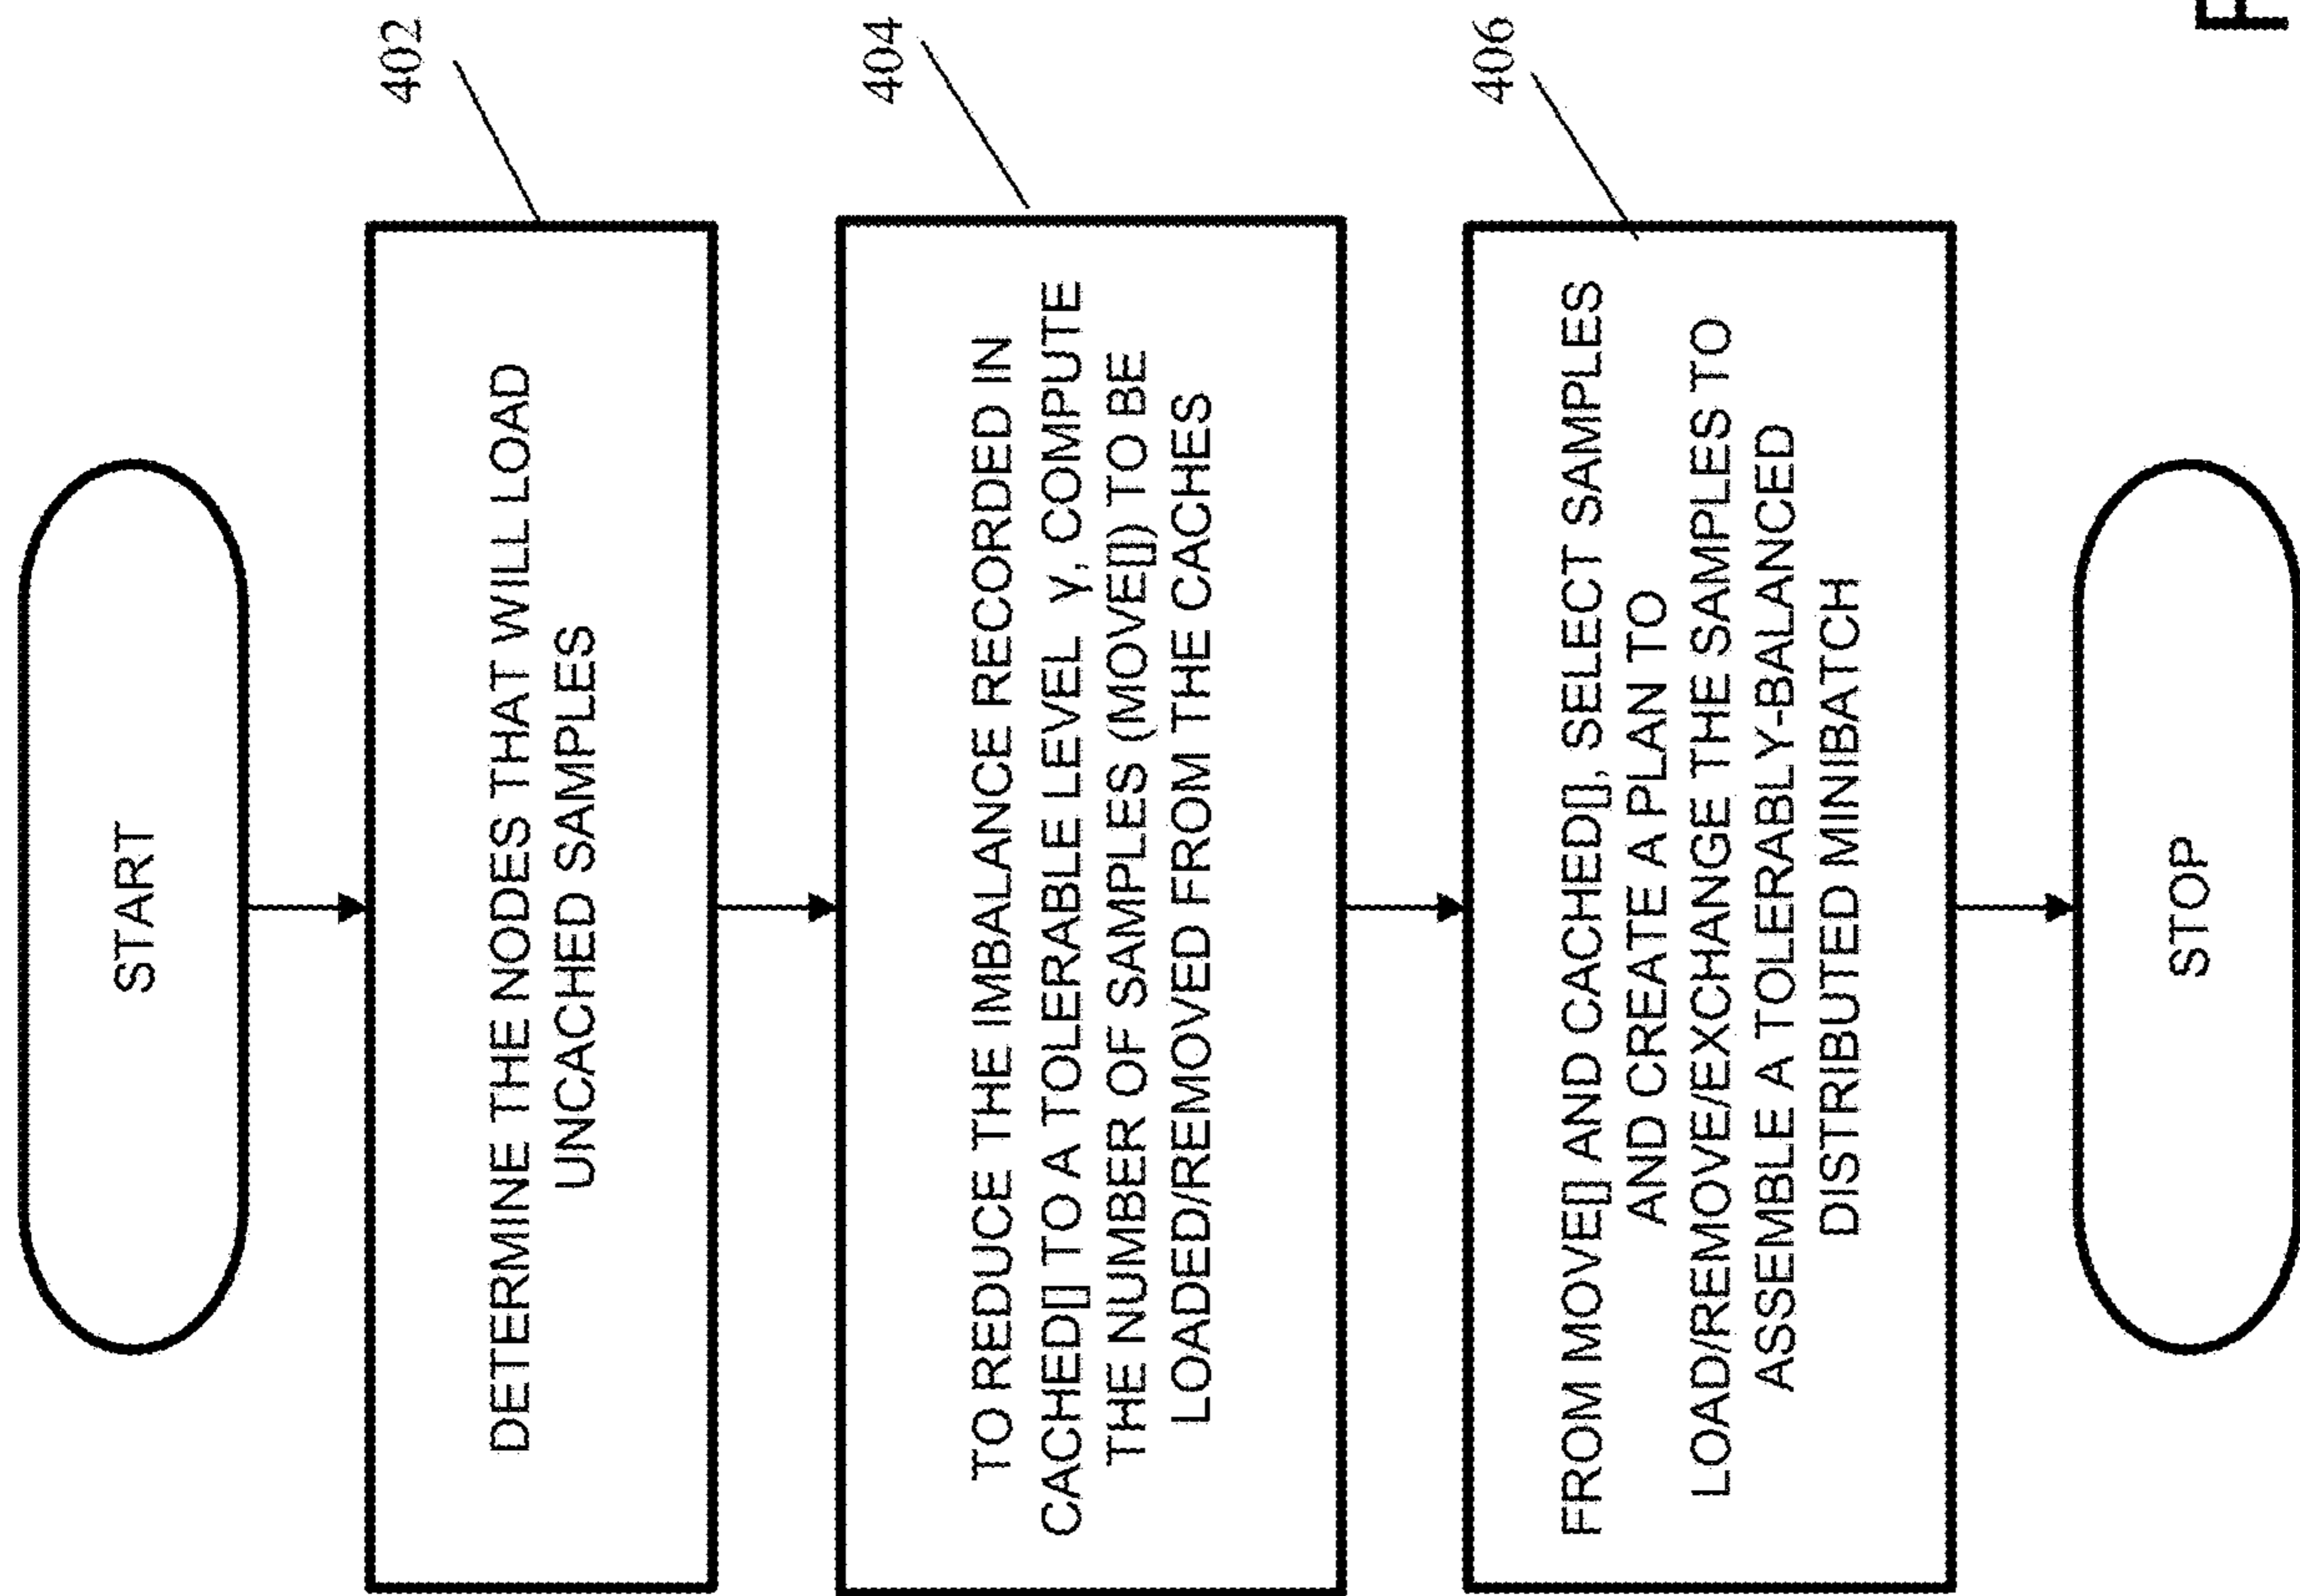 START
402
DETERMINE THE NODES THAT WILL LOAD
UNCACHED SAMPLES
404
TO REDUCE THE IMBALANCE RECORDED IN
CACHED[] TO A TOLERABLE LEVEL γ, COMPUTE
THE NUMBER OF SAMPLES (MOVE[]) TO BE
LOADED/REMOVED FROM THE CACHES
406
FROM MOVE[] AND CACHED[], SELECT SAMPLES
AND CREATE A PLAN TO
LOAD/REMOVE/EXCHANGE THE SAMPLES TO
ASSEMBLE A TOLERABLY-BALANCED
DISTRIBUTED MINIBATCH
STOP